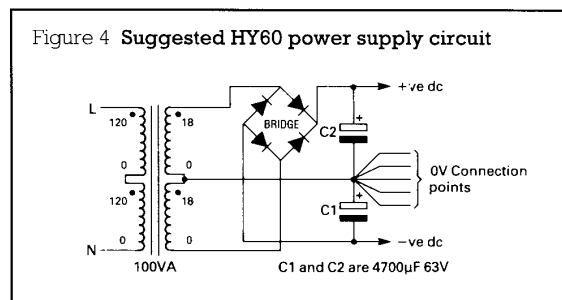 Figure 4 Suggested HY60 power supply circuit
L
120
0
120
0
N
18
0
18
0
100VA
BRIDGE
+ve dc
+
C2
0V Connection
points
+
C1
-ve dc
C1 and C2 are 4700µF 63V